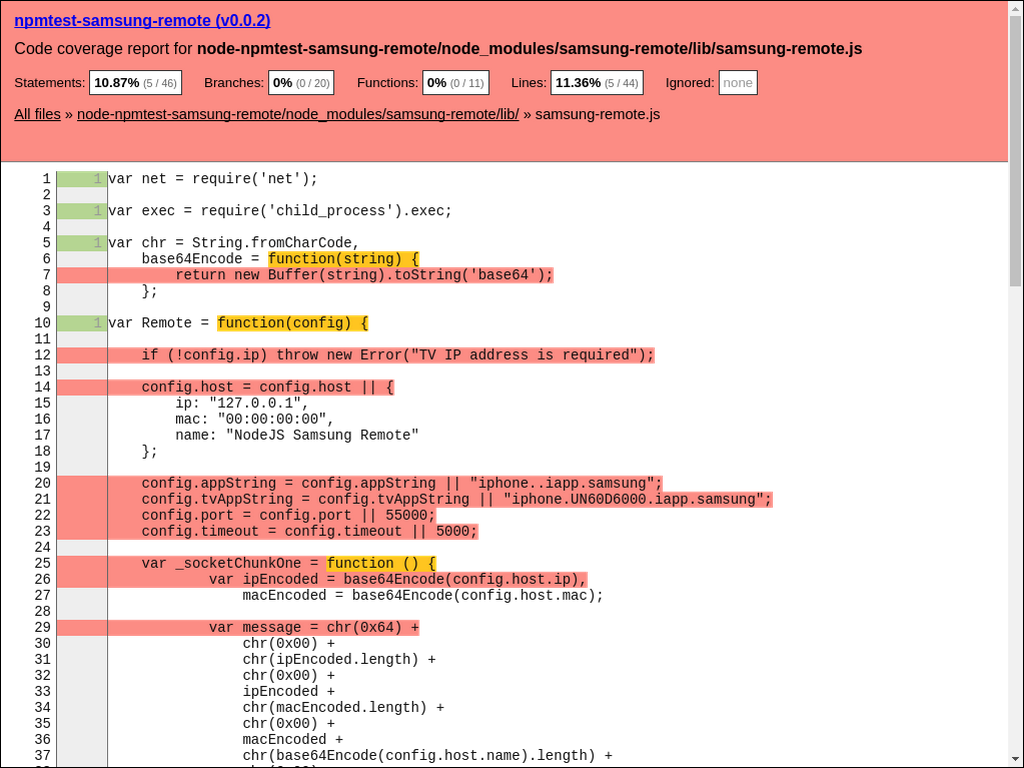 npmtest-samsung-remote (v0.0.2)
Code coverage report for node-npmtest-samsung-remote/node_modules/samsung-remote/lib/samsung-remote.js
Statements: 10.87% (5 / 46) Branches: 0% (0 / 20) Functions: 0% (0 / 11) Lines: 11.36% (5 / 44) Ignored: none
All files » node-npmtest-samsung-remote/node_modules/samsung-remote/lib/ » samsung-remote.js
1 1 var net = require('net');
2
3 1 var exec = require('child_process').exec;
4
5 1 var chr = String.fromCharCode,
6 base64Encode = function(string) {
7 return new Buffer(string).toString('base64');
8 };
9
10 1 var Remote = function(config) {
11
12 if (!config.ip) throw new Error("TV IP address is required");
13
14 config.host = config.host || {
15 ip: "127.0.0.1",
16 mac: "00:00:00:00",
17 name: "NodeJS Samsung Remote"
18 };
19
20 config.appString = config.appString || "iphone..iapp.samsung";
21 config.tvAppString = config.tvAppString || "iphone.UN60D6000.iapp.samsung";
22 config.port = config.port || 55000;
23 config.timeout = config.timeout || 5000;
24
25 var _socketChunkOne = function () {
26 var ipEncoded = base64Encode(config.host.ip),
27 macEncoded = base64Encode(config.host.mac);
28
29 var message = chr(0x64) +
30 chr(0x00) +
31 chr(ipEncoded.length) +
32 chr(0x00) +
33 ipEncoded +
34 chr(macEncoded.length) +
35 chr(0x00) +
36 macEncoded +
37 chr(base64Encode(config.host.name).length) +